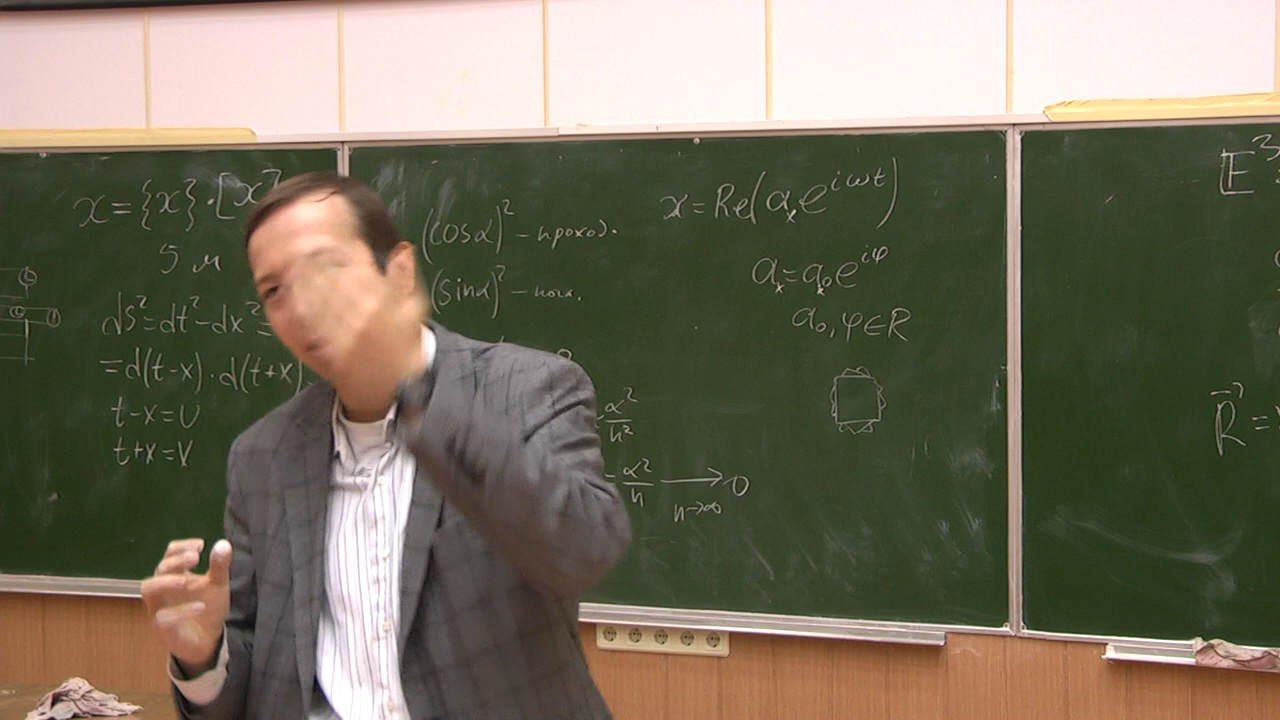 x={x}·[x]
5 м
ds²=dt²-dx²=
=d(t-x)·d(t+x)
t-x=U
t+x=V
(cosα)² - проход.
(sinα)² - погл.
α²/n²
α²/n → 0
n→∞
x=Re(aₓe^{iωt})
aₓ=a₀e^{iφ}
a₀,φ∈R
E³
R⃗=